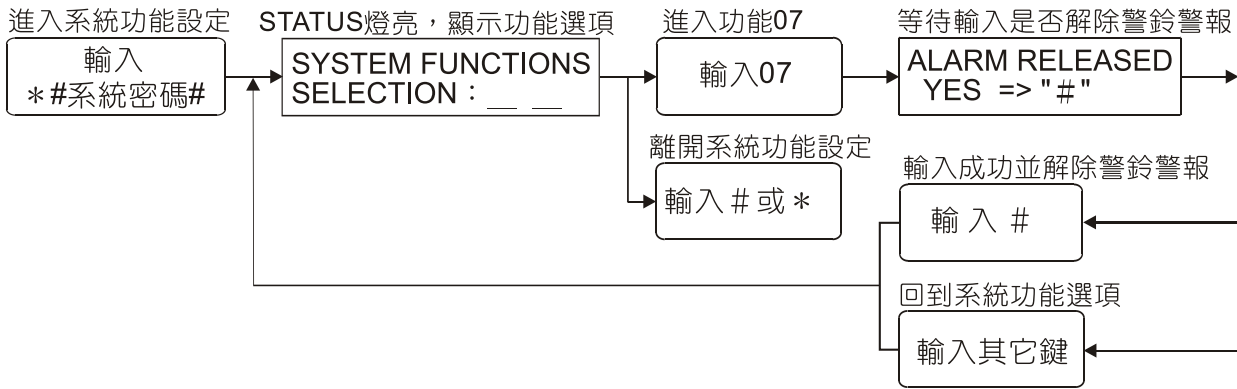 進入系統功能設定
輸入
＊#系統密碼#
STATUS燈亮，顯示功能選項
SYSTEM FUNCTIONS
SELECTION：__ __
進入功能07
輸入07
等待輸入是否解除警鈴警報
ALARM RELEASED
YES => "#"
離開系統功能設定
輸入＃或＊
輸入成功並解除警鈴警報
輸入 #
回到系統功能選項
輸入其它鍵